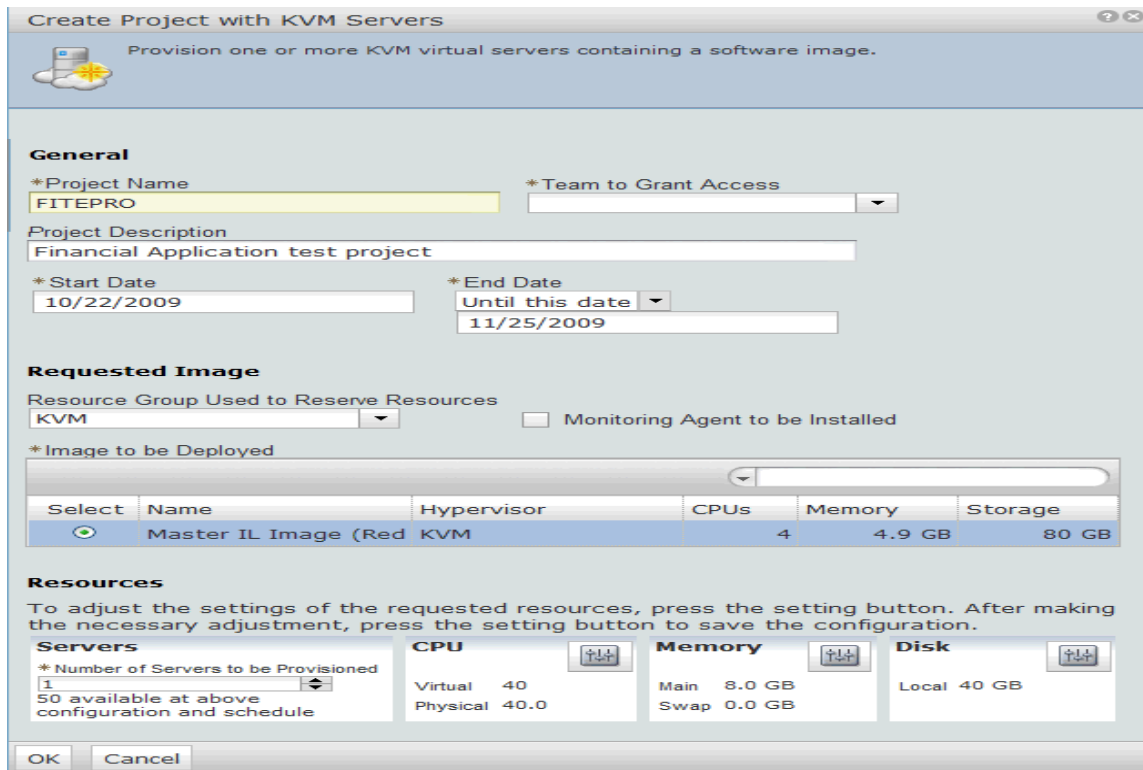 Create Project with KVM Servers
Provision one or more KVM virtual servers containing a software image.
General
*Project Name
*Team to Grant Access
FITEPRO
Project Description
Financial Application test project
*Start Date
*End Date
10/22/2009
Until this date
11/25/2009
Requested Image
Resource Group Used to Reserve Resources
KVM
Monitoring Agent to be Installed
*Image to be Deployed
Select Name Hypervisor CPUs Memory Storage
Master IL Image (Red KVM 4 4.9 GB 80 GB
Resources
To adjust the settings of the requested resources, press the setting button. After making
the necessary adjustment, press the setting button to save the configuration.
Servers
*Number of Servers to be Provisioned
1
50 available at above
configuration and schedule
CPU
Virtual 40
Physical 40.0
Memory
Main 8.0 GB
Swap 0.0 GB
Disk
Local 40 GB
OK Cancel